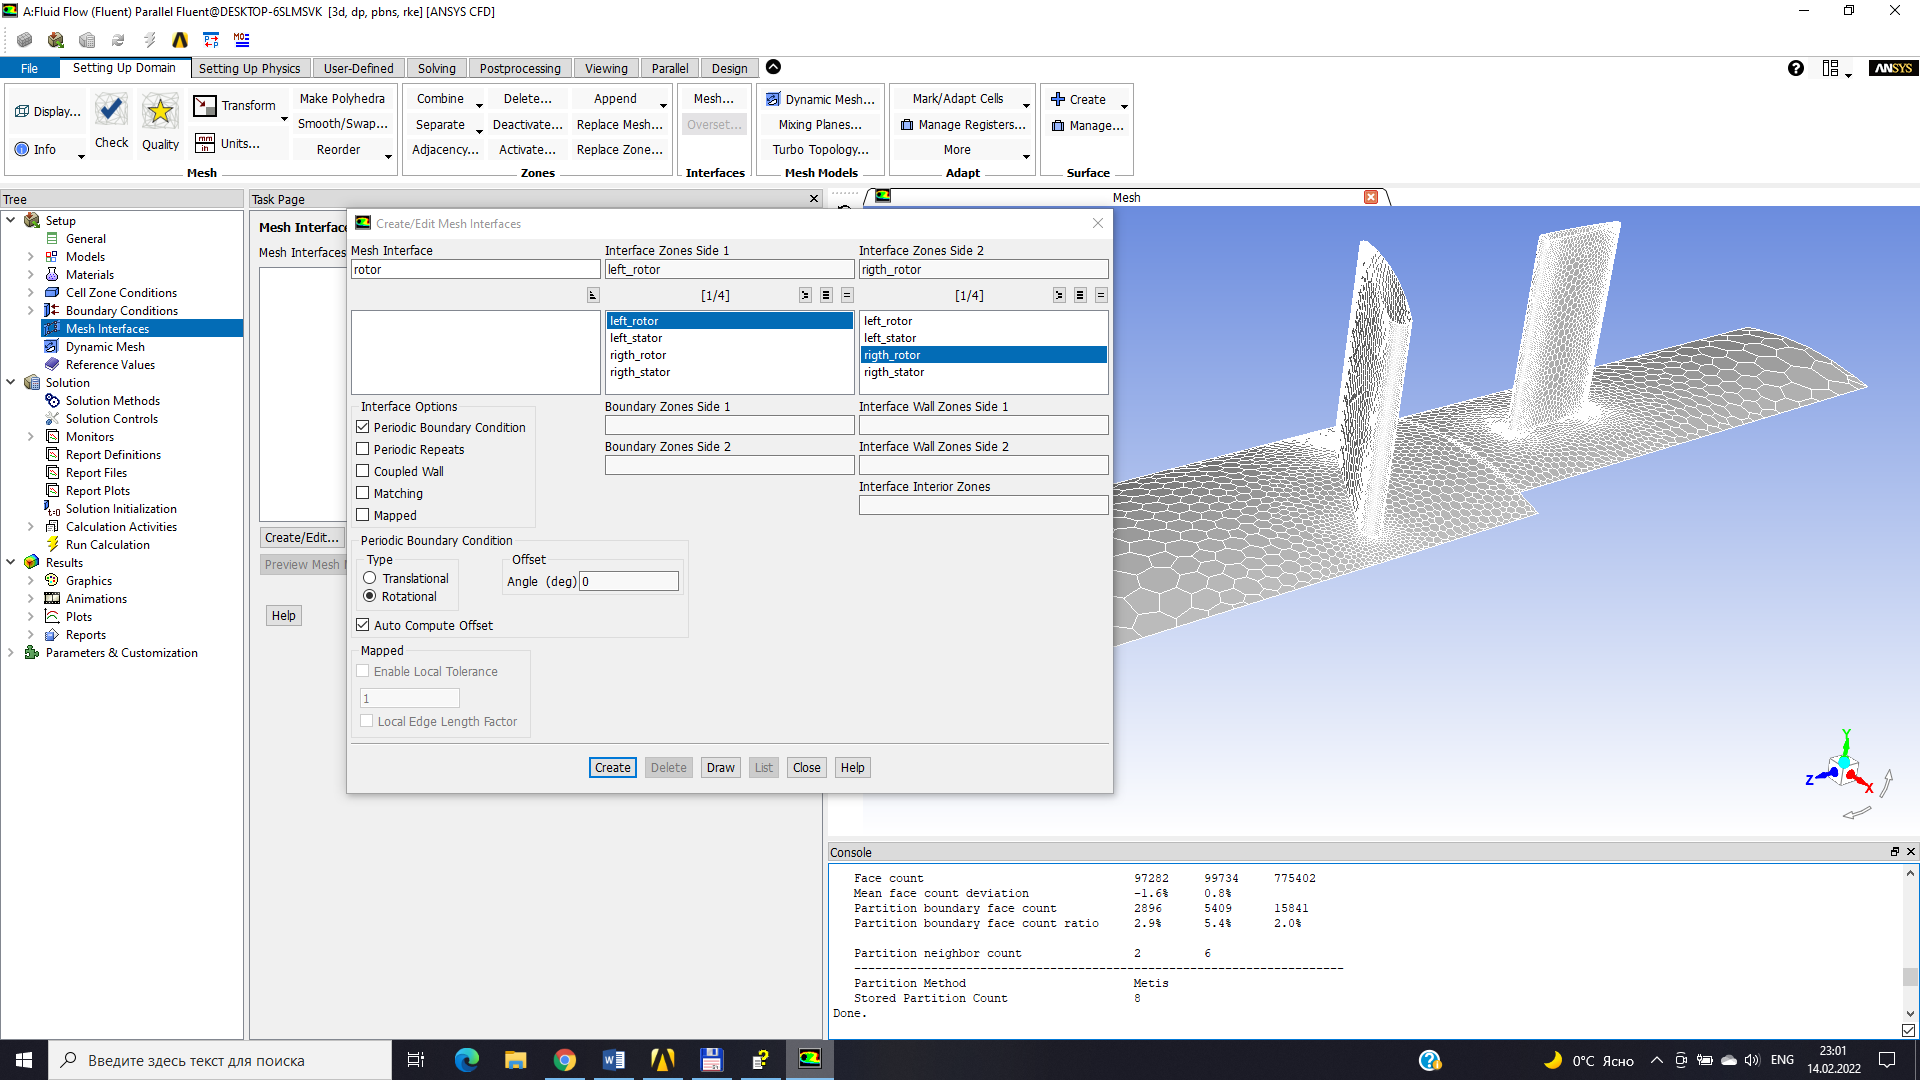 A:Fluid Flow (Fluent) Parallel Fluent@DESKTOP-6SLMSVK [3d, dp, pbns, rke] [ANSYS CFD]
File Setting Up Domain Setting Up Physics User-Defined Solving Postprocessing Viewing Parallel Design ANSYS
Display... Check Quality Transform Make Polyhedra
Info Units... Smooth/Swap...
Reorder
Mesh
Combine Delete... Append
Separate Deactivate... Replace Mesh...
Adjacency... Activate... Replace Zone...
Zones
Mesh...
Overset...
Interfaces
Dynamic Mesh...
Mixing Planes...
Turbo Topology...
Mesh Models
Mark/Adapt Cells
Manage Registers...
More
Adapt
Create
Manage...
Surface
Tree
Setup
General
Models
Materials
Cell Zone Conditions
Boundary Conditions
Mesh Interfaces
Dynamic Mesh
Reference Values
Solution
Solution Methods
Solution Controls
Monitors
Report Definitions
Report Files
Report Plots
Solution Initialization
Calculation Activities
Run Calculation
Results
Graphics
Animations
Plots
Reports
Parameters & Customization
Task Page
Mesh Interface
Mesh Interfaces
Create/Edit...
Preview Mesh
Help
Create/Edit Mesh Interfaces
Mesh Interface Interface Zones Side 1 Interface Zones Side 2
rotor left_rotor rigth_rotor
[1/4] [1/4]
left_rotor left_rotor
left_stator left_stator
rigth_rotor rigth_rotor
rigth_stator rigth_stator
Interface Options
Periodic Boundary Condition
Periodic Repeats
Coupled Wall
Matching
Mapped
Boundary Zones Side 1 Interface Wall Zones Side 1
Boundary Zones Side 2 Interface Wall Zones Side 2
Interface Interior Zones
Periodic Boundary Condition
Type Offset
Translational Angle (deg) 0
Rotational
Auto Compute Offset
Mapped
Enable Local Tolerance
1
Local Edge Length Factor
Create Delete Draw List Close Help
Mesh
Y
Z
X
Console
Face count 97282 99734 775402
Mean face count deviation -1.6% 0.8%
Partition boundary face count 2896 5409 15841
Partition boundary face count ratio 2.9% 5.4% 2.0%
Partition neighbor count 2 6
----------------------------------------------------------------------
Partition Method Metis
Stored Partition Count 8
Done.
Введите здесь текст для поиска
0°C Ясно
ENG
23:01
14.02.2022